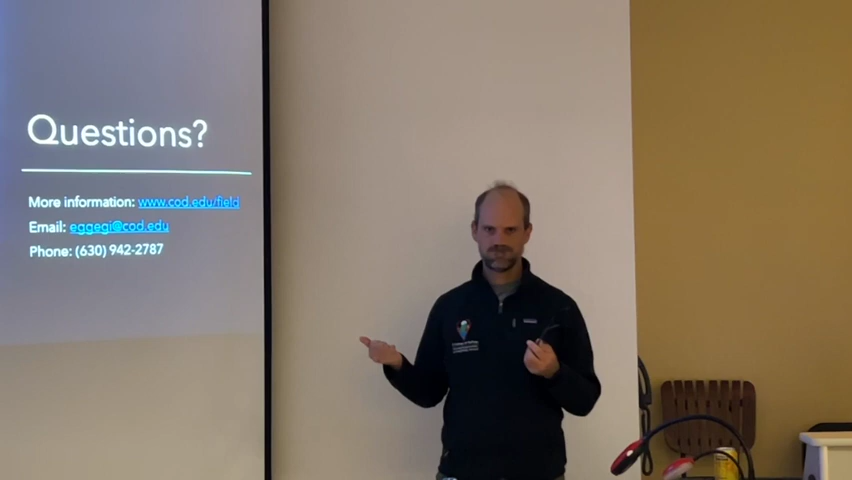 Questions?
More information: www.cod.edu/field
Email: eggegi@cod.edu
Phone: (630) 942-2787